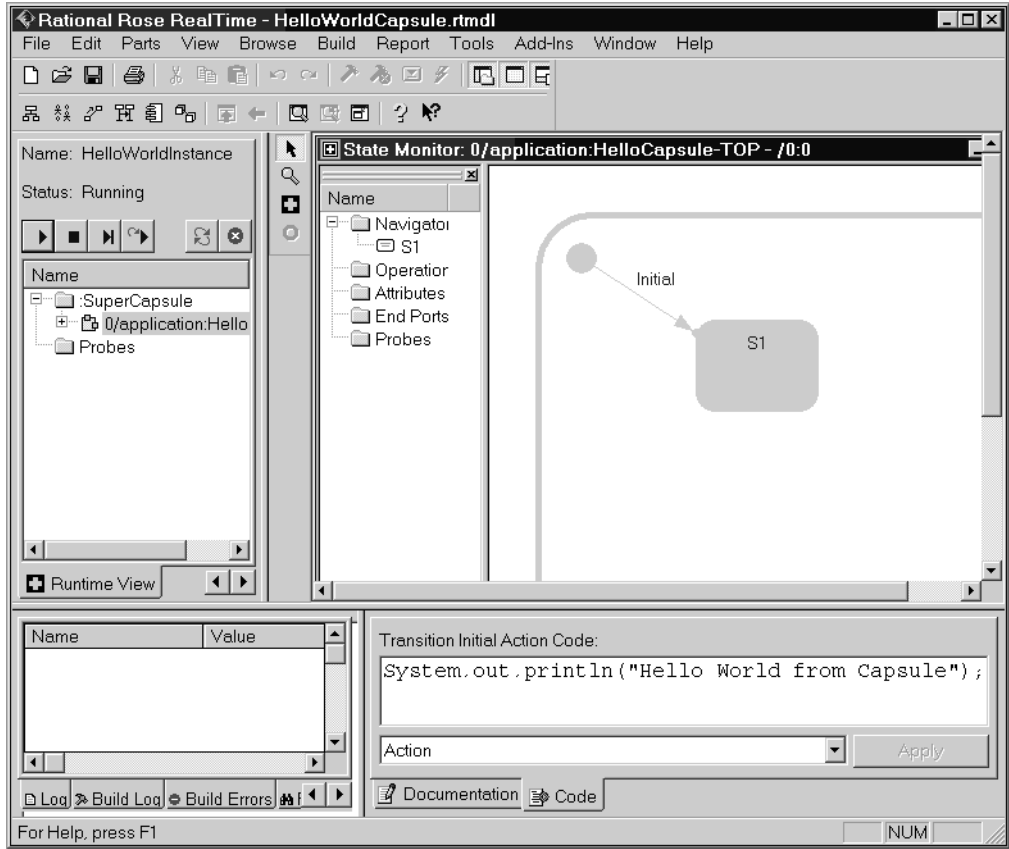 Rational Rose RealTime - HelloWorldCapsule.rtmdl
File Edit Parts View Browse Build Report Tools Add-Ins Window Help
Name: HelloWorldInstance
Status: Running
Name
:SuperCapsule
0/application:Hello
Probes
Runtime View
State Monitor: 0/application:HelloCapsule-TOP - /0:0
Name
Navigator
S1
Operation
Attributes
End Ports
Probes
Initial
S1
Name Value
Log Build Log Build Errors
Transition Initial Action Code:
System.out.println("Hello World from Capsule");
Action
Apply
Documentation Code
For Help, press F1
NUM